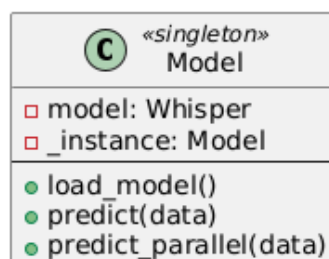 C
«singleton»
Model
model: Whisper
_instance: Model
load_model()
predict(data)
predict_parallel(data)